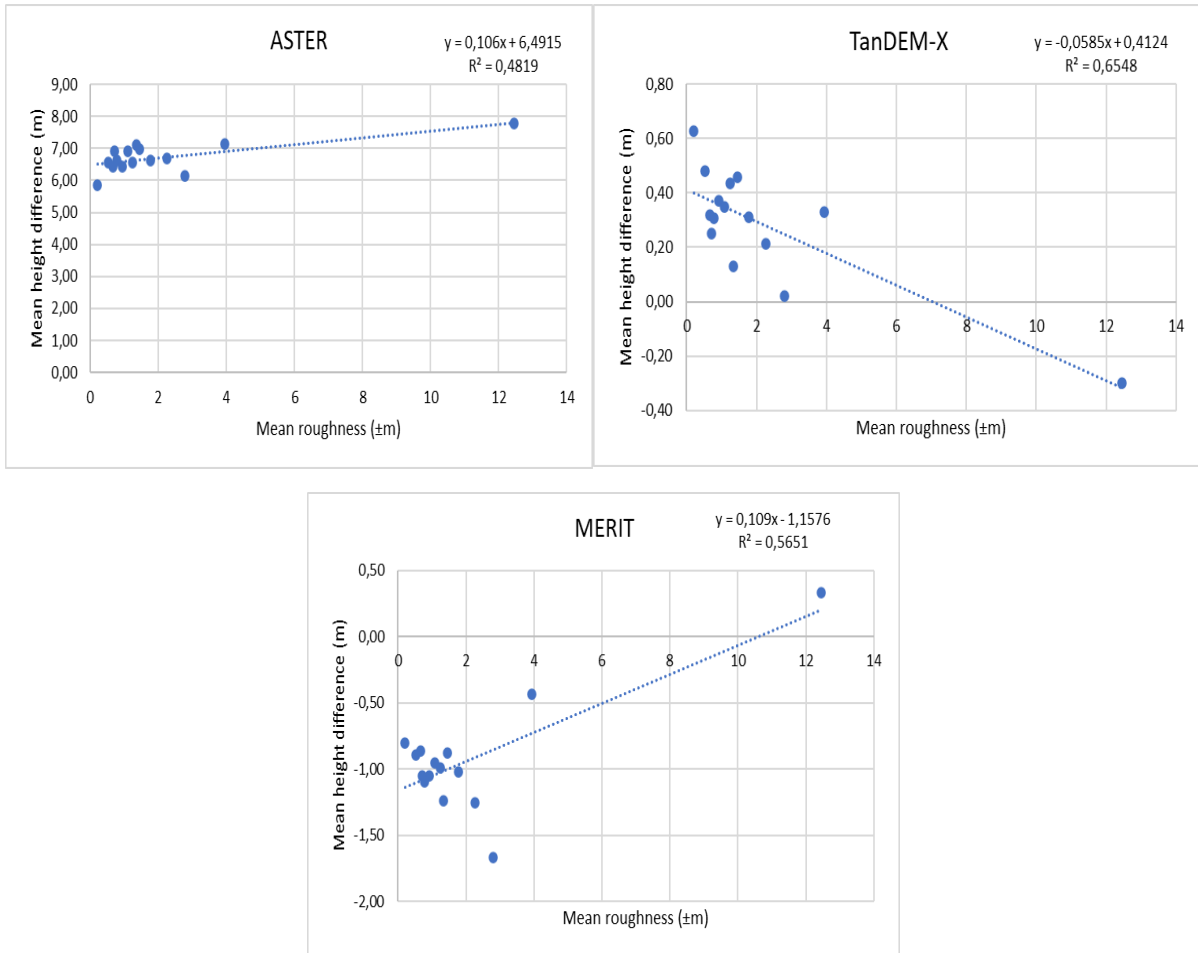 ASTER
y = 0,106x + 6,4915
R² = 0,4819
Mean height difference (m)
9,00
8,00
7,00
6,00
5,00
4,00
3,00
2,00
1,00
0,00
0 2 4 6 8 10 12 14
Mean roughness (±m)
TanDEM-X
y = -0,0585x + 0,4124
R² = 0,6548
Mean height difference (m)
0,80
0,60
0,40
0,20
0,00
-0,20
-0,40
0 2 4 6 8 10 12 14
Mean roughness (±m)
MERIT
y = 0,109x - 1,1576
R² = 0,5651
Mean height difference (m)
0,50
0,00
-0,50
-1,00
-1,50
-2,00
0 2 4 6 8 10 12 14
Mean roughness (±m)